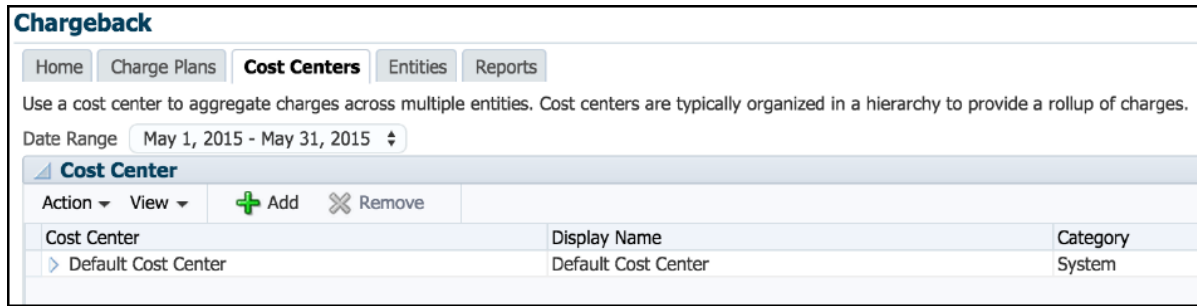 Chargeback
Home Charge Plans Cost Centers Entities Reports
Use a cost center to aggregate charges across multiple entities. Cost centers are typically organized in a hierarchy to provide a rollup of charges.
Date Range May 1, 2015 - May 31, 2015
Cost Center
Action View Add Remove
Cost Center Display Name Category
Default Cost Center Default Cost Center System